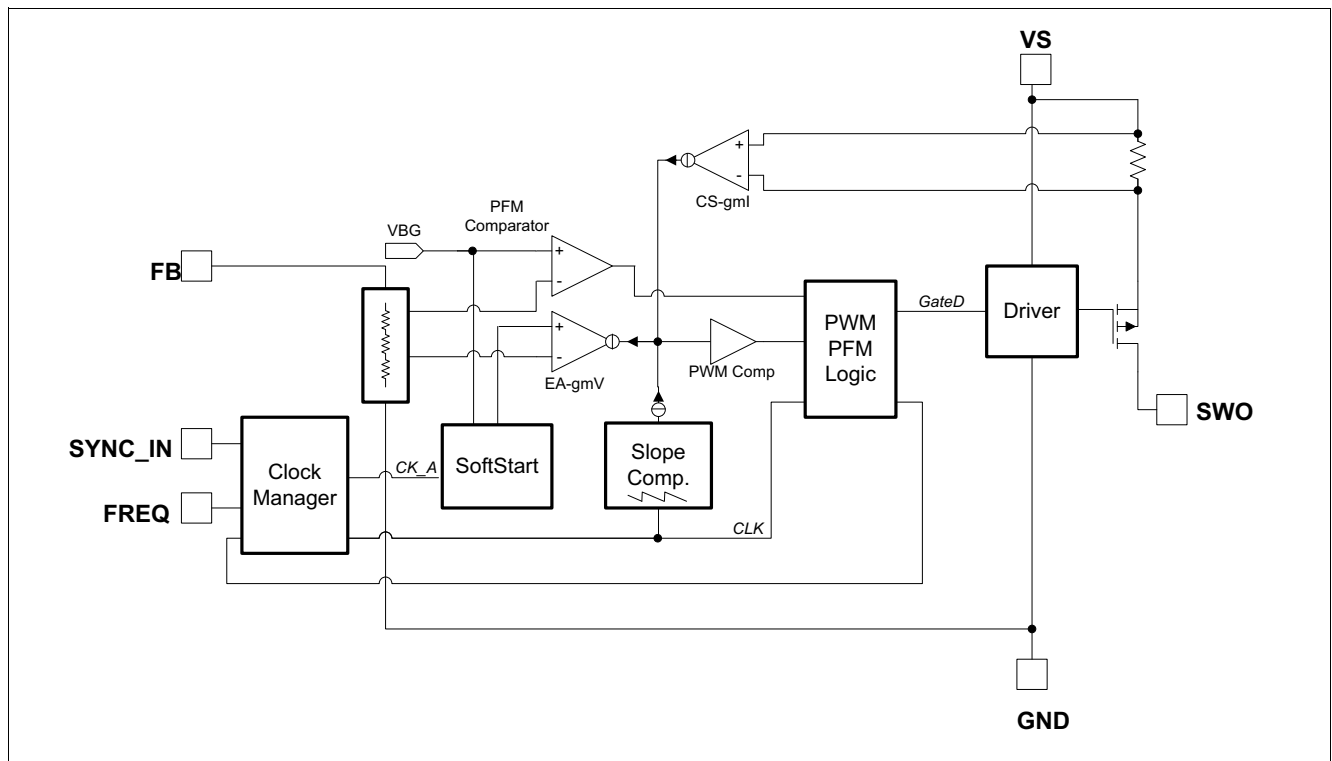 VS
+
-
CS-gmI
PFM
Comparator
VBG
+
-
FB
GateD
Driver
PWM
PFM
Logic
+
-
EA-gmV
PWM Comp
SWO
SYNC_IN
Clock
Manager
CK_A
SoftStart
Slope
Comp.
FREQ
CLK
GND